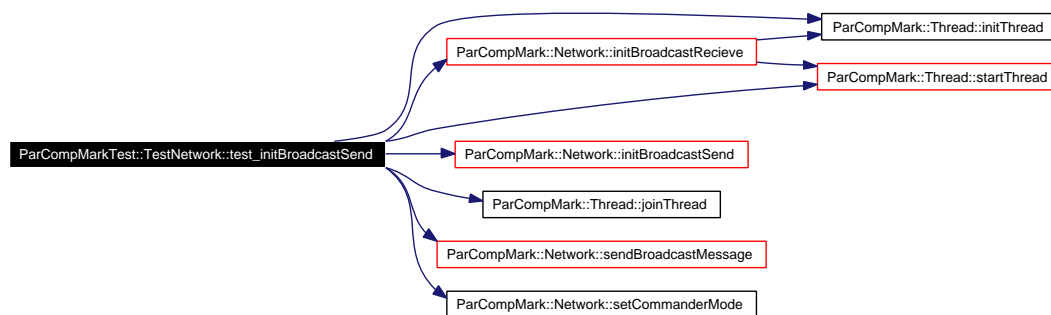 ParCompMark::Thread::initThread
ParCompMark::Network::initBroadcastRecieve
ParCompMark::Thread::startThread
ParCompMarkTest::TestNetwork::test_initBroadcastSend
ParCompMark::Network::initBroadcastSend
ParCompMark::Thread::joinThread
ParCompMark::Network::sendBroadcastMessage
ParCompMark::Network::setCommanderMode